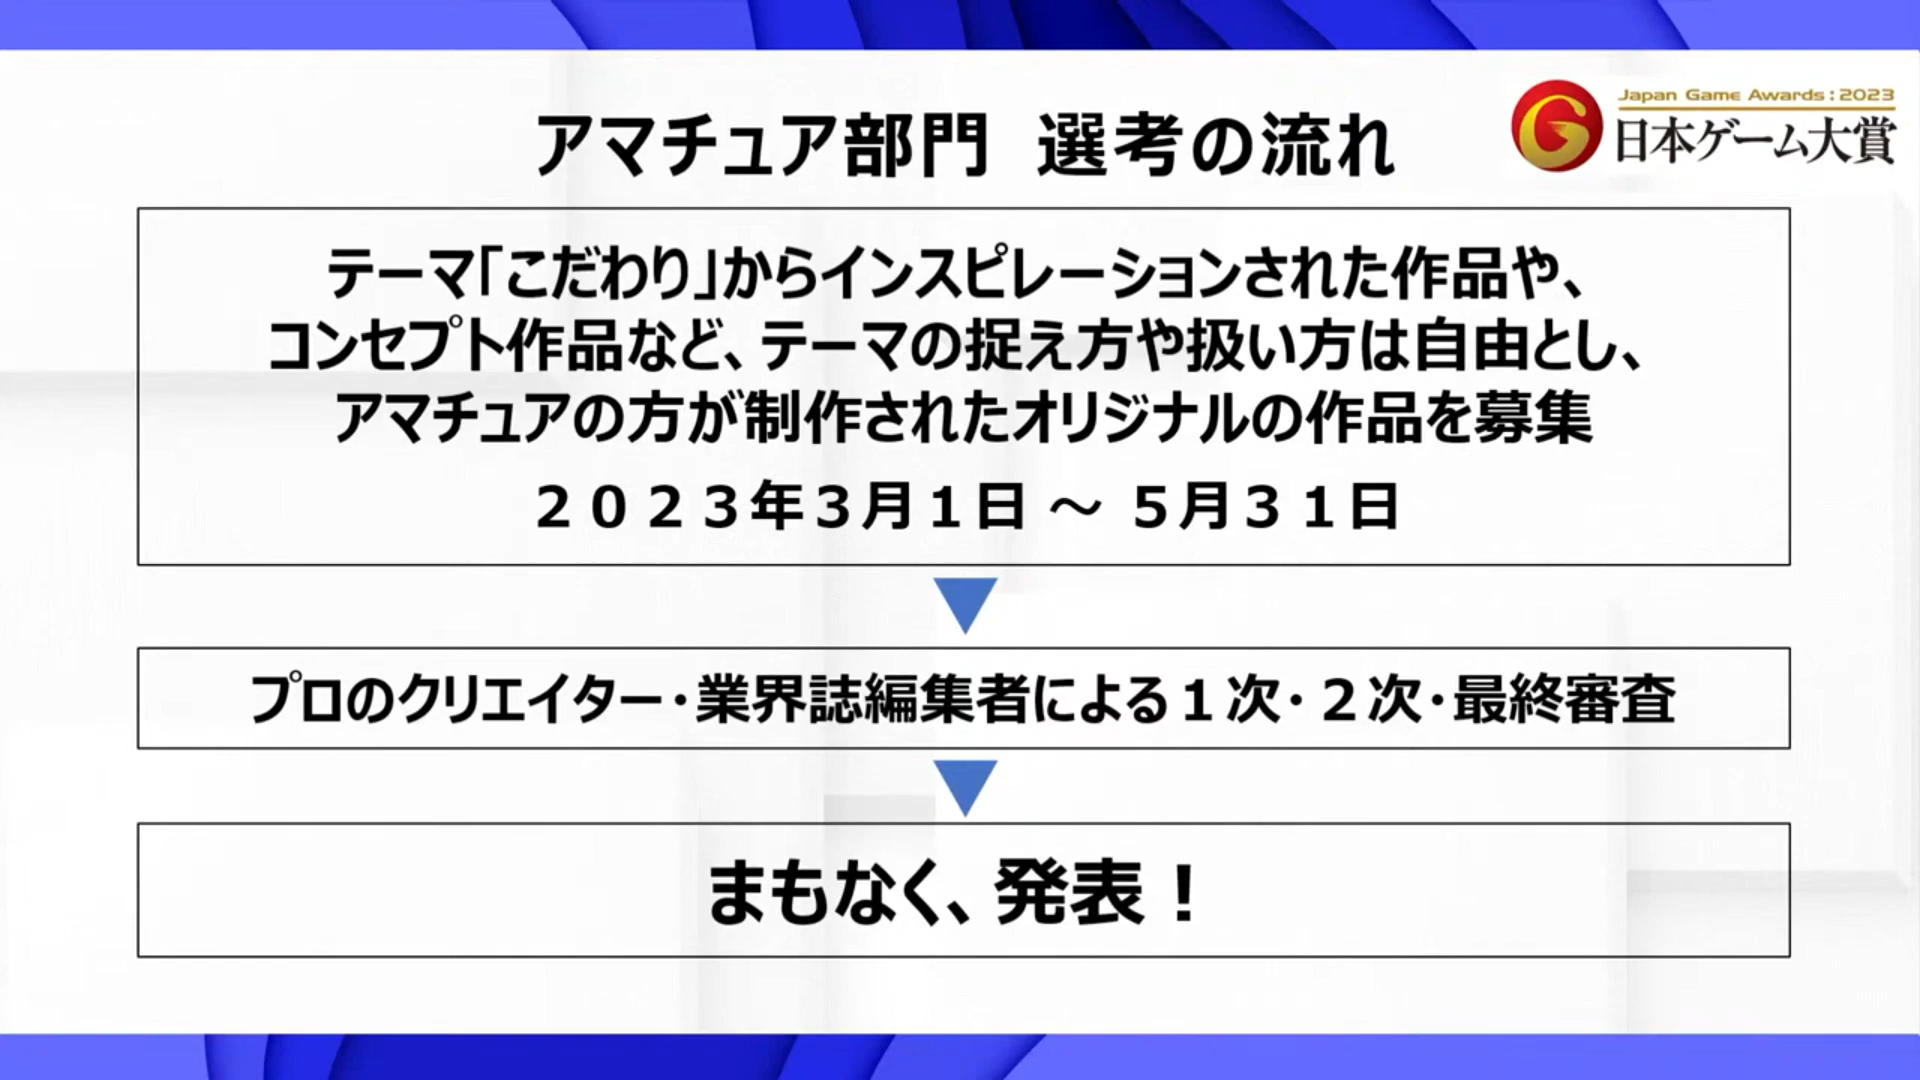 アマチュア部門　選考の流れ
Japan Game Awards:2023
日本ゲーム大賞
テーマ「こだわり」からインスピレーションされた作品や、
コンセプト作品など、テーマの捉え方や扱い方は自由とし、
アマチュアの方が制作されたオリジナルの作品を募集
２０２３年３月１日 ～ ５月３１日
プロのクリエイター・業界誌編集者による１次・２次・最終審査
まもなく、発表！